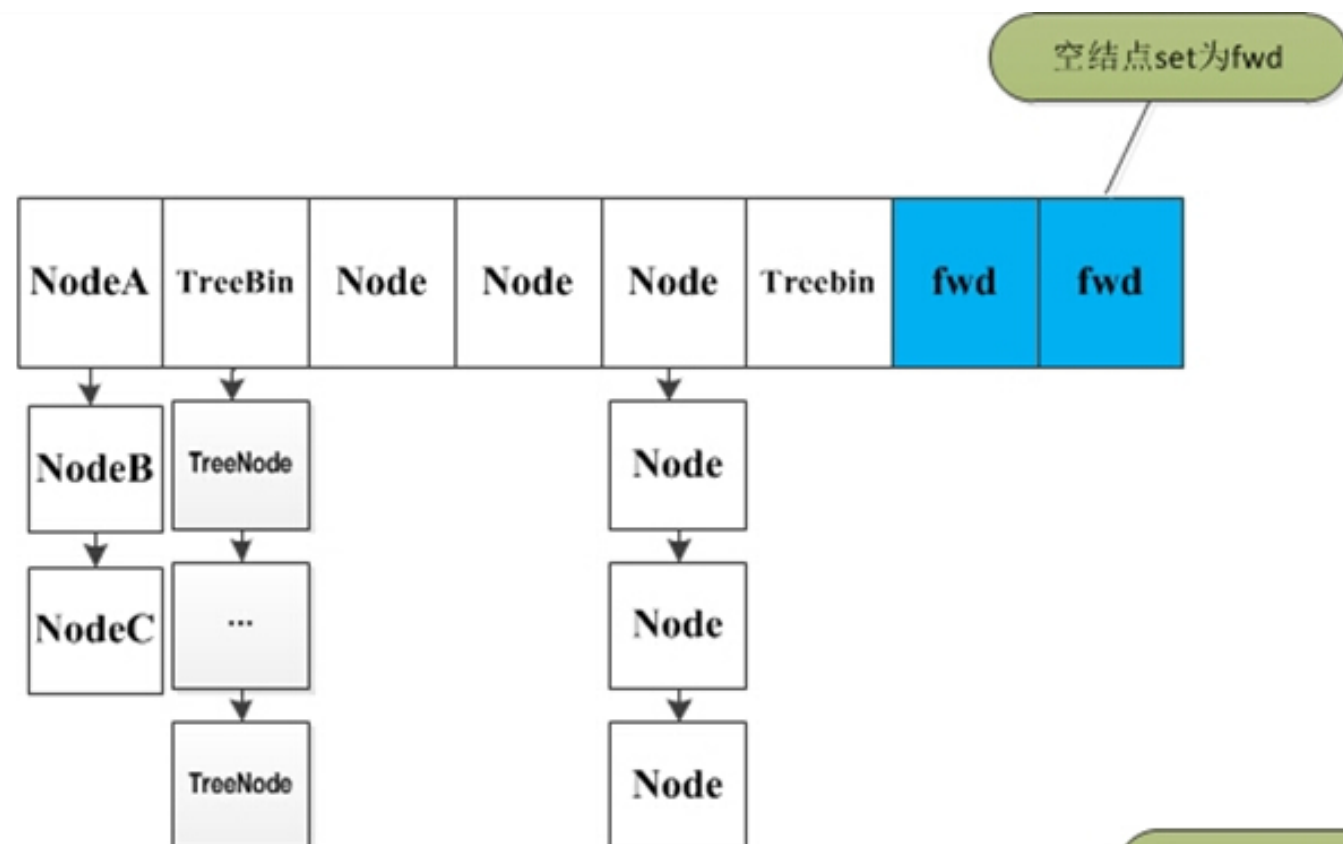 空结点set为fwd
NodeA TreeBin Node Node Node Treebin fwd fwd
NodeB TreeNode Node
NodeC ... Node
TreeNode Node